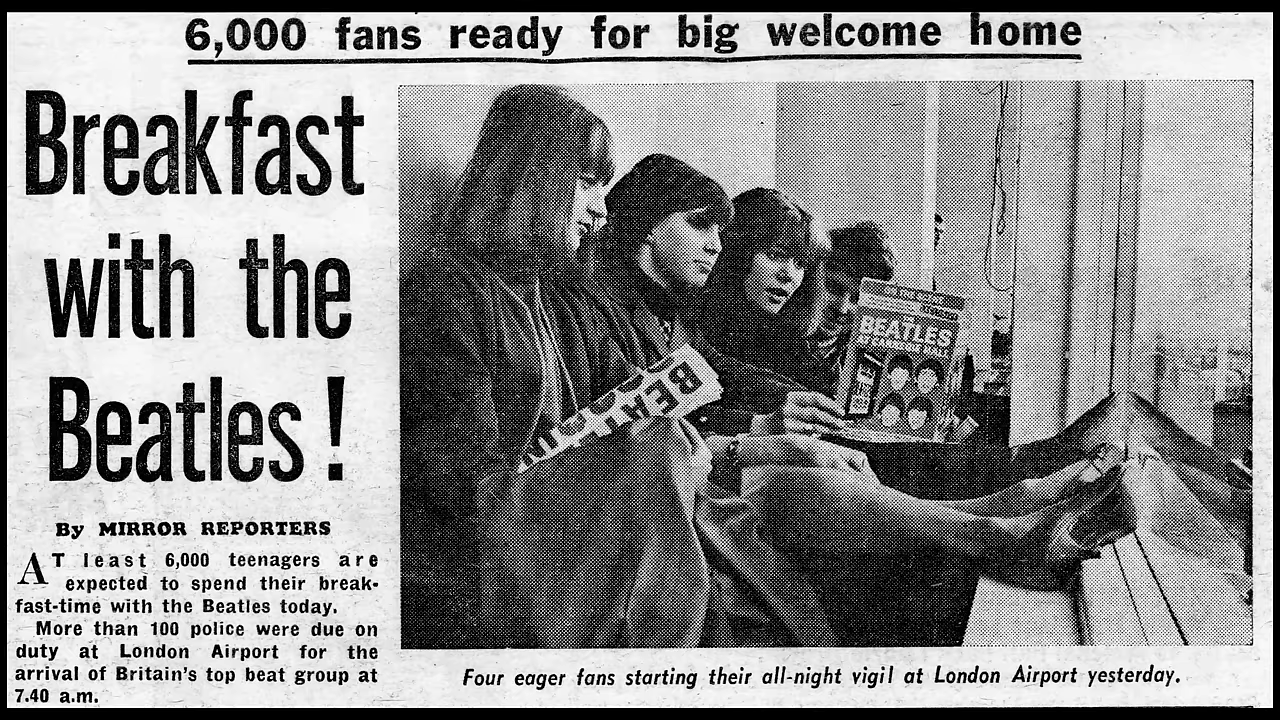 6,000 fans ready for big welcome home
Breakfast
with the
Beatles !
By MIRROR REPORTERS
AT least 6,000 teenagers are
expected to spend their break-
fast-time with the Beatles today.
More than 100 police were due on
duty at London Airport for the
arrival of Britain's top beat group at
7.40 a.m.
BEATLES
BEATLES
Four eager fans starting their all-night vigil at London Airport yesterday.